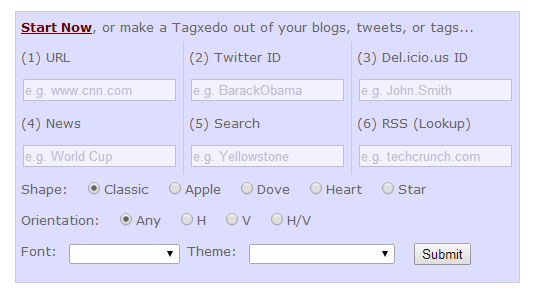 Start Now, or make a Tagxedo out of your blogs, tweets, or tags...
(1) URL (2) Twitter ID (3) Del.icio.us ID
e.g. www.cnn.com e.g. BarackObama e.g. John.Smith
(4) News (5) Search (6) RSS (Lookup)
e.g. World Cup e.g. Yellowstone e.g. techcrunch.com
Shape: Classic Apple Dove Heart Star
Orientation: Any H V H/V
Font: Theme: Submit